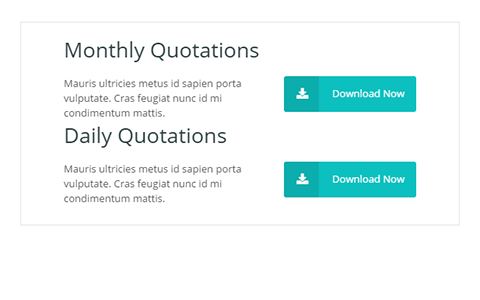 Monthly Quotations
Mauris ultricies metus id sapien porta
vulputate. Cras feugiat nunc id mi
condimentum mattis.
Download Now
Daily Quotations
Mauris ultricies metus id sapien porta
vulputate. Cras feugiat nunc id mi
condimentum mattis.
Download Now